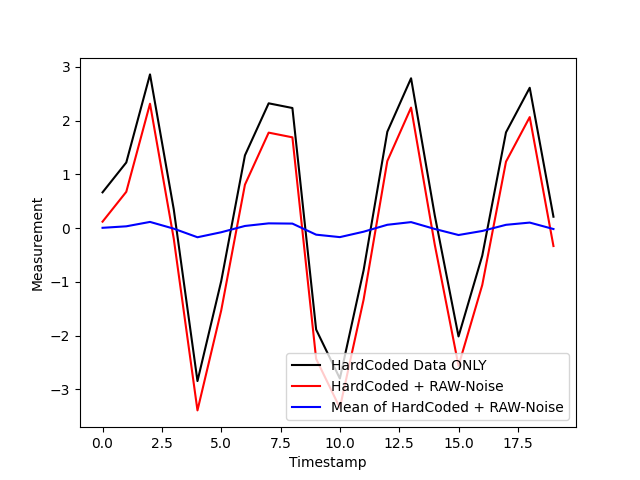 3
2
1
0
−1
−2
−3
Measurement
HardCoded Data ONLY
HardCoded + RAW-Noise
Mean of HardCoded + RAW-Noise
0.0 2.5 5.0 7.5 10.0 12.5 15.0 17.5
Timestamp